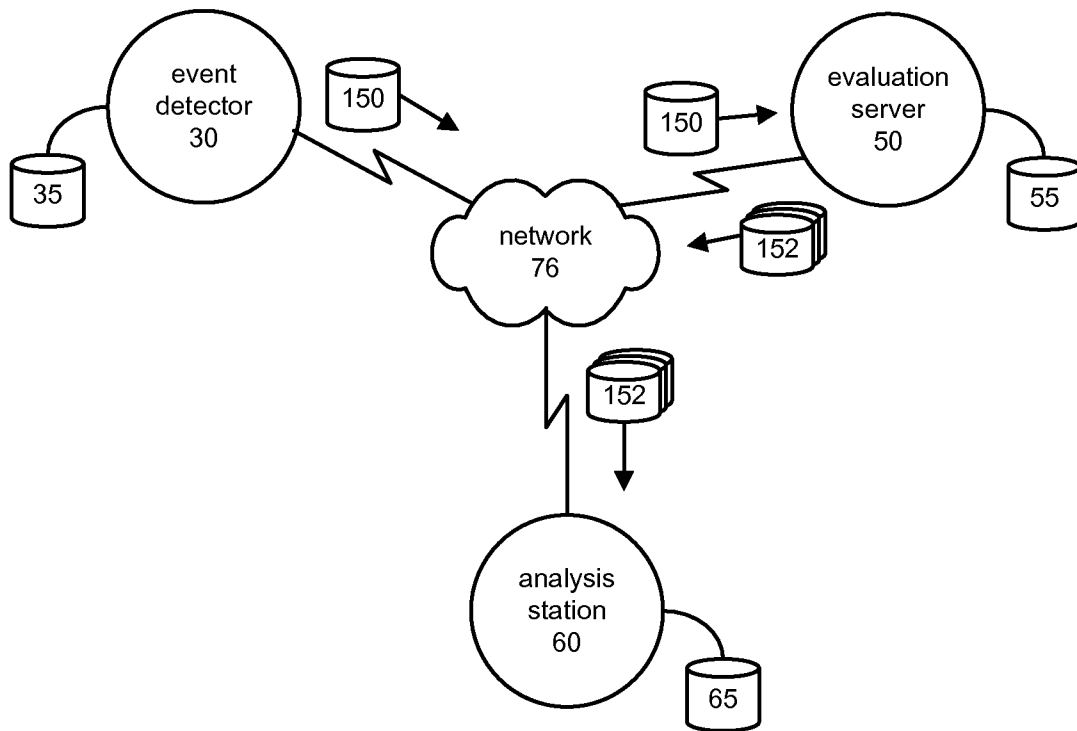 event
detector
30
150
35
150
evaluation
server
50
55
network
76
152
152
analysis
station
60
65